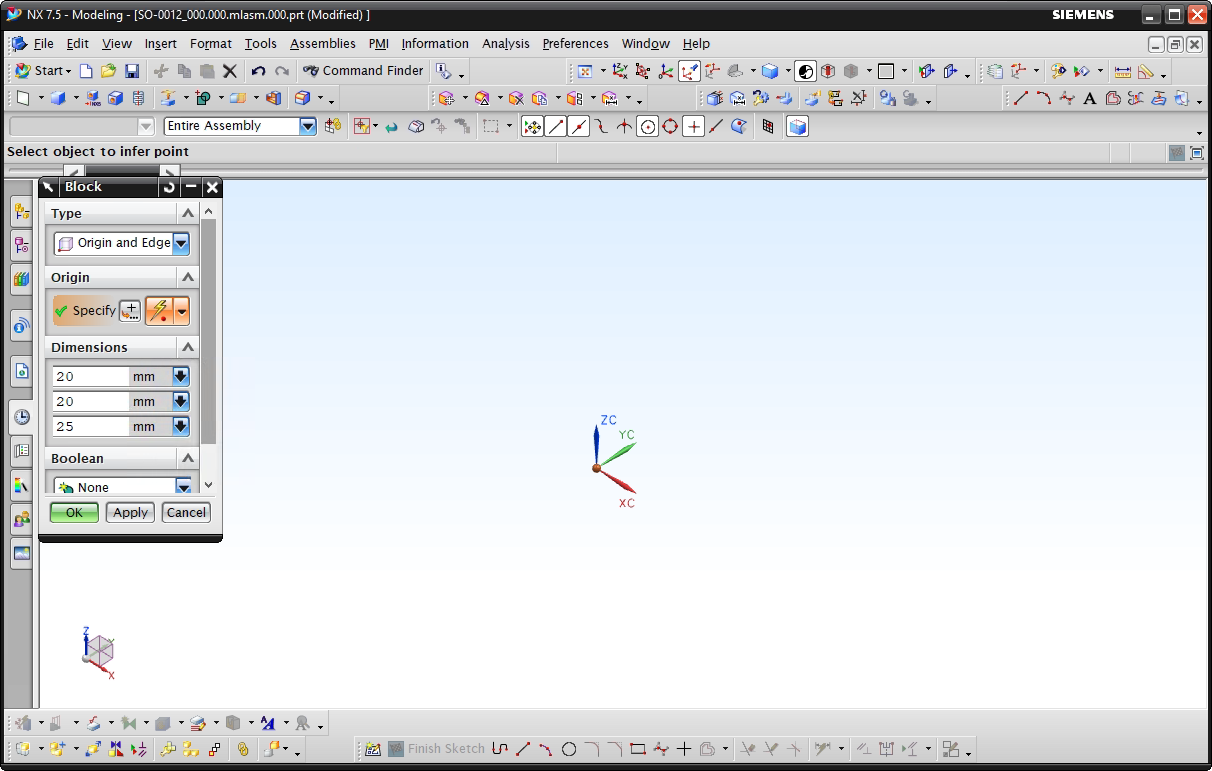 NX 7.5 - Modeling - [SO-0012_000.000.mlasm.000.prt (Modified) ]
SIEMENS
File Edit View Insert Format Tools Assemblies PMI Information Analysis Preferences Window Help
Start
Command Finder
Entire Assembly
Select object to infer point
Block
Type
Origin and Edge
Origin
Specify
Dimensions
20 mm
20 mm
25 mm
Boolean
None
OK Apply Cancel
ZC
YC
XC
Z
Y
X
Finish Sketch